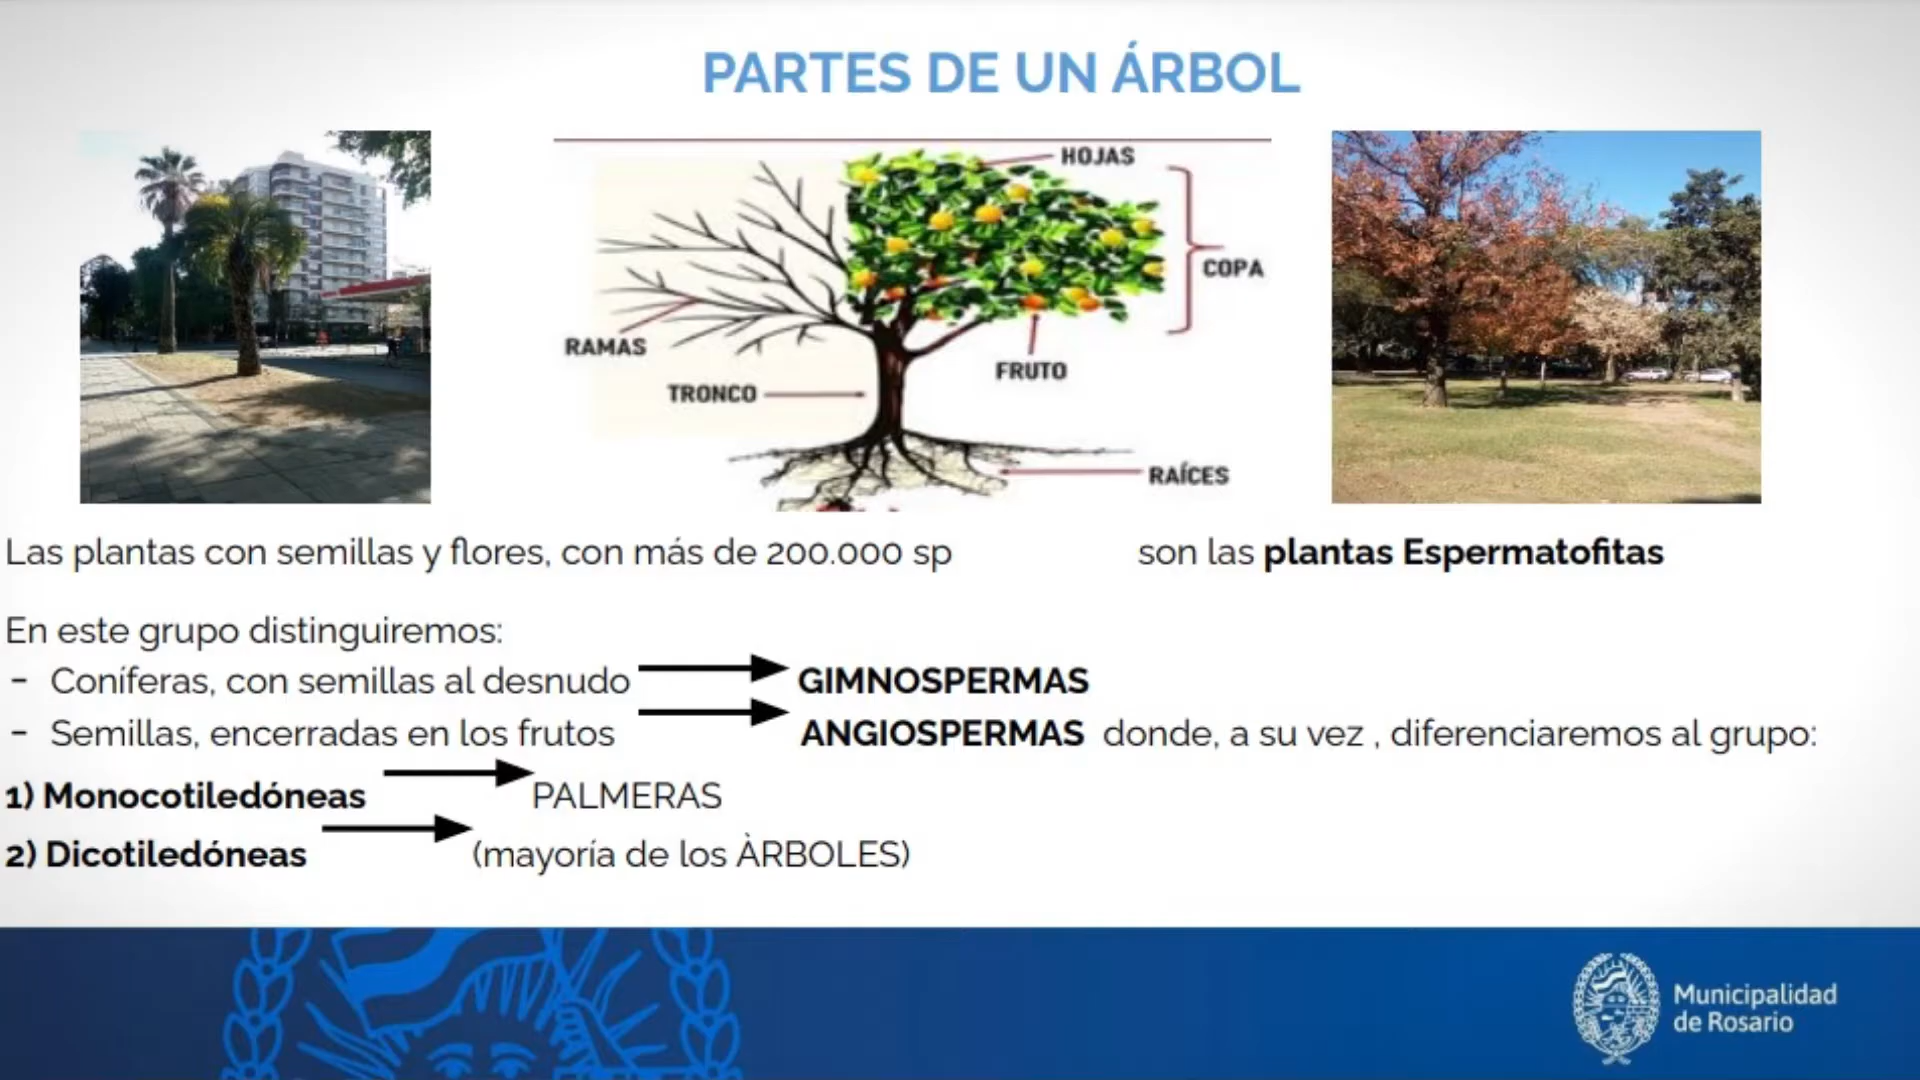 PARTES DE UN ÁRBOL
HOJAS
COPA
RAMAS
FRUTO
TRONCO
RAÍCES
Las plantas con semillas y flores, con más de 200.000 sp son las plantas Espermatofitas
En este grupo distinguiremos:
- Coníferas, con semillas al desnudo GIMNOSPERMAS
- Semillas, encerradas en los frutos ANGIOSPERMAS donde, a su vez , diferenciaremos al grupo:
1) Monocotiledóneas PALMERAS
2) Dicotiledóneas (mayoría de los ÀRBOLES)
Municipalidad
de Rosario